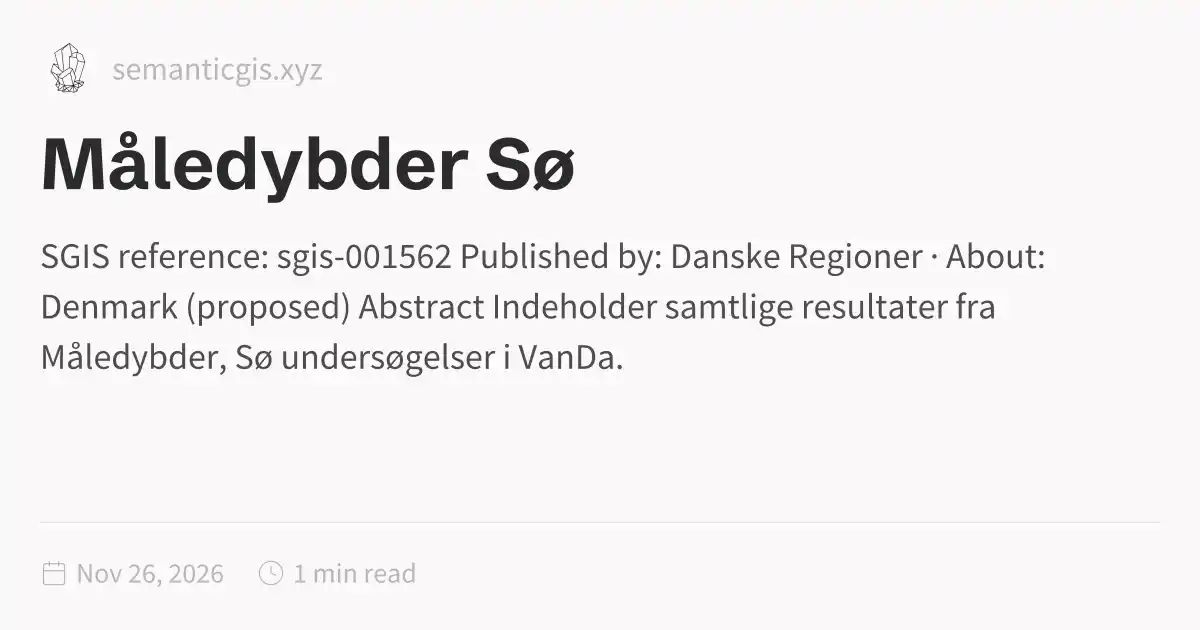 semanticgis.xyz
Måledybder Sø
SGIS reference: sgis-001562 Published by: Danske Regioner · About:
Denmark (proposed) Abstract Indeholder samtlige resultater fra
Måledybder, Sø undersøgelser i VanDa.
Nov 26, 2026 1 min read